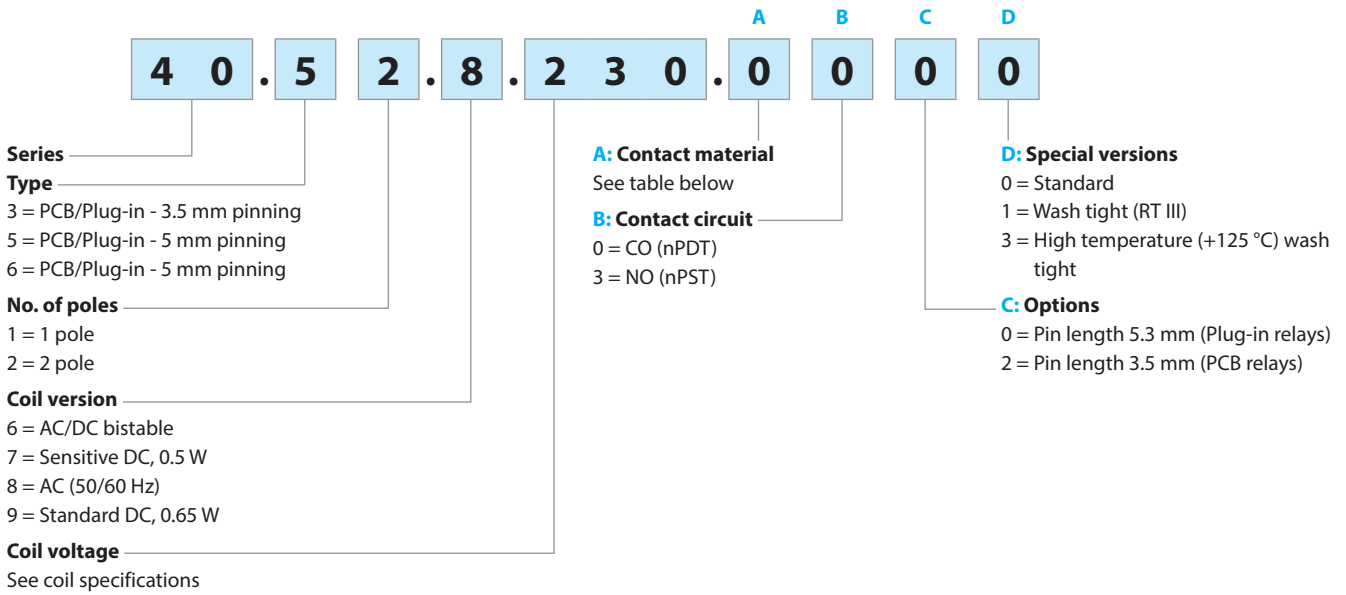 A B C D
4 0 . 5 2 . 8 . 2 3 0 . 0 0 0 0
Series
Type
3 = PCB/Plug-in - 3.5 mm pinning
5 = PCB/Plug-in - 5 mm pinning
6 = PCB/Plug-in - 5 mm pinning
No. of poles
1 = 1 pole
2 = 2 pole
Coil version
6 = AC/DC bistable
7 = Sensitive DC, 0.5 W
8 = AC (50/60 Hz)
9 = Standard DC, 0.65 W
Coil voltage
See coil specifications
A: Contact material
See table below
B: Contact circuit
0 = CO (nPDT)
3 = NO (nPST)
D: Special versions
0 = Standard
1 = Wash tight (RT III)
3 = High temperature (+125 °C) wash
tight
C: Options
0 = Pin length 5.3 mm (Plug-in relays)
2 = Pin length 3.5 mm (PCB relays)